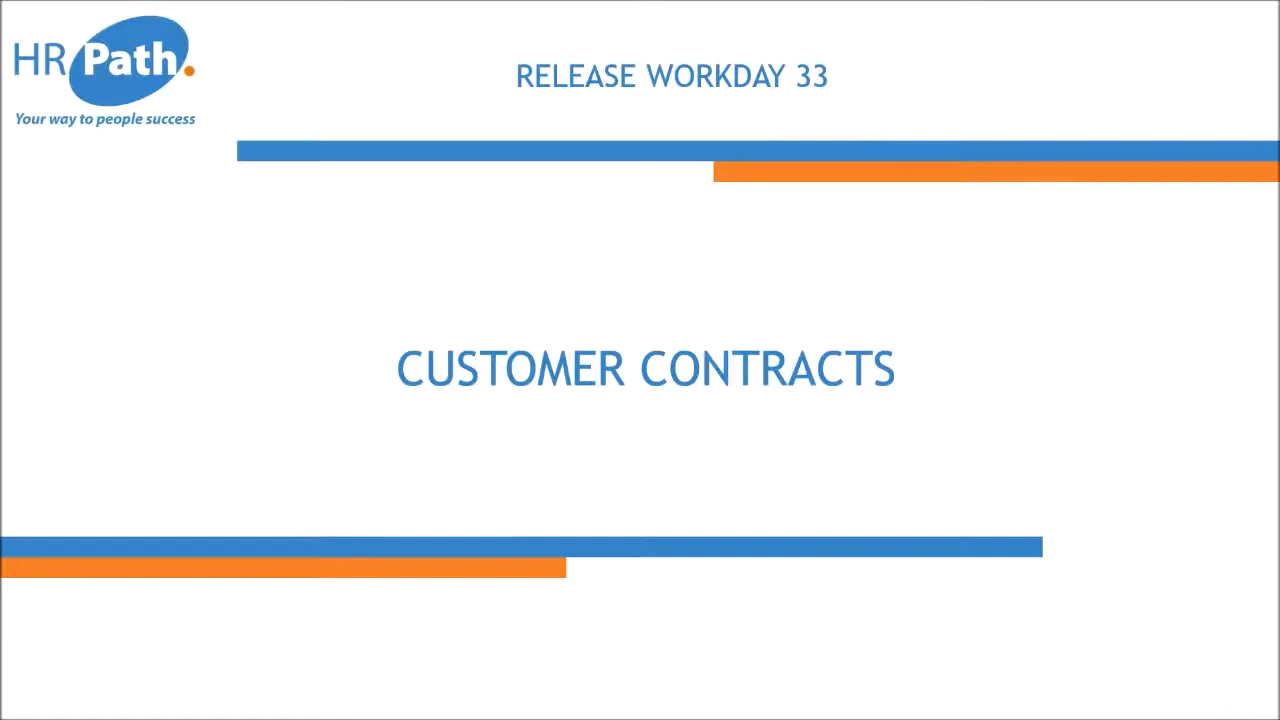 HR Path.
Your way to people success
RELEASE WORKDAY 33
CUSTOMER CONTRACTS